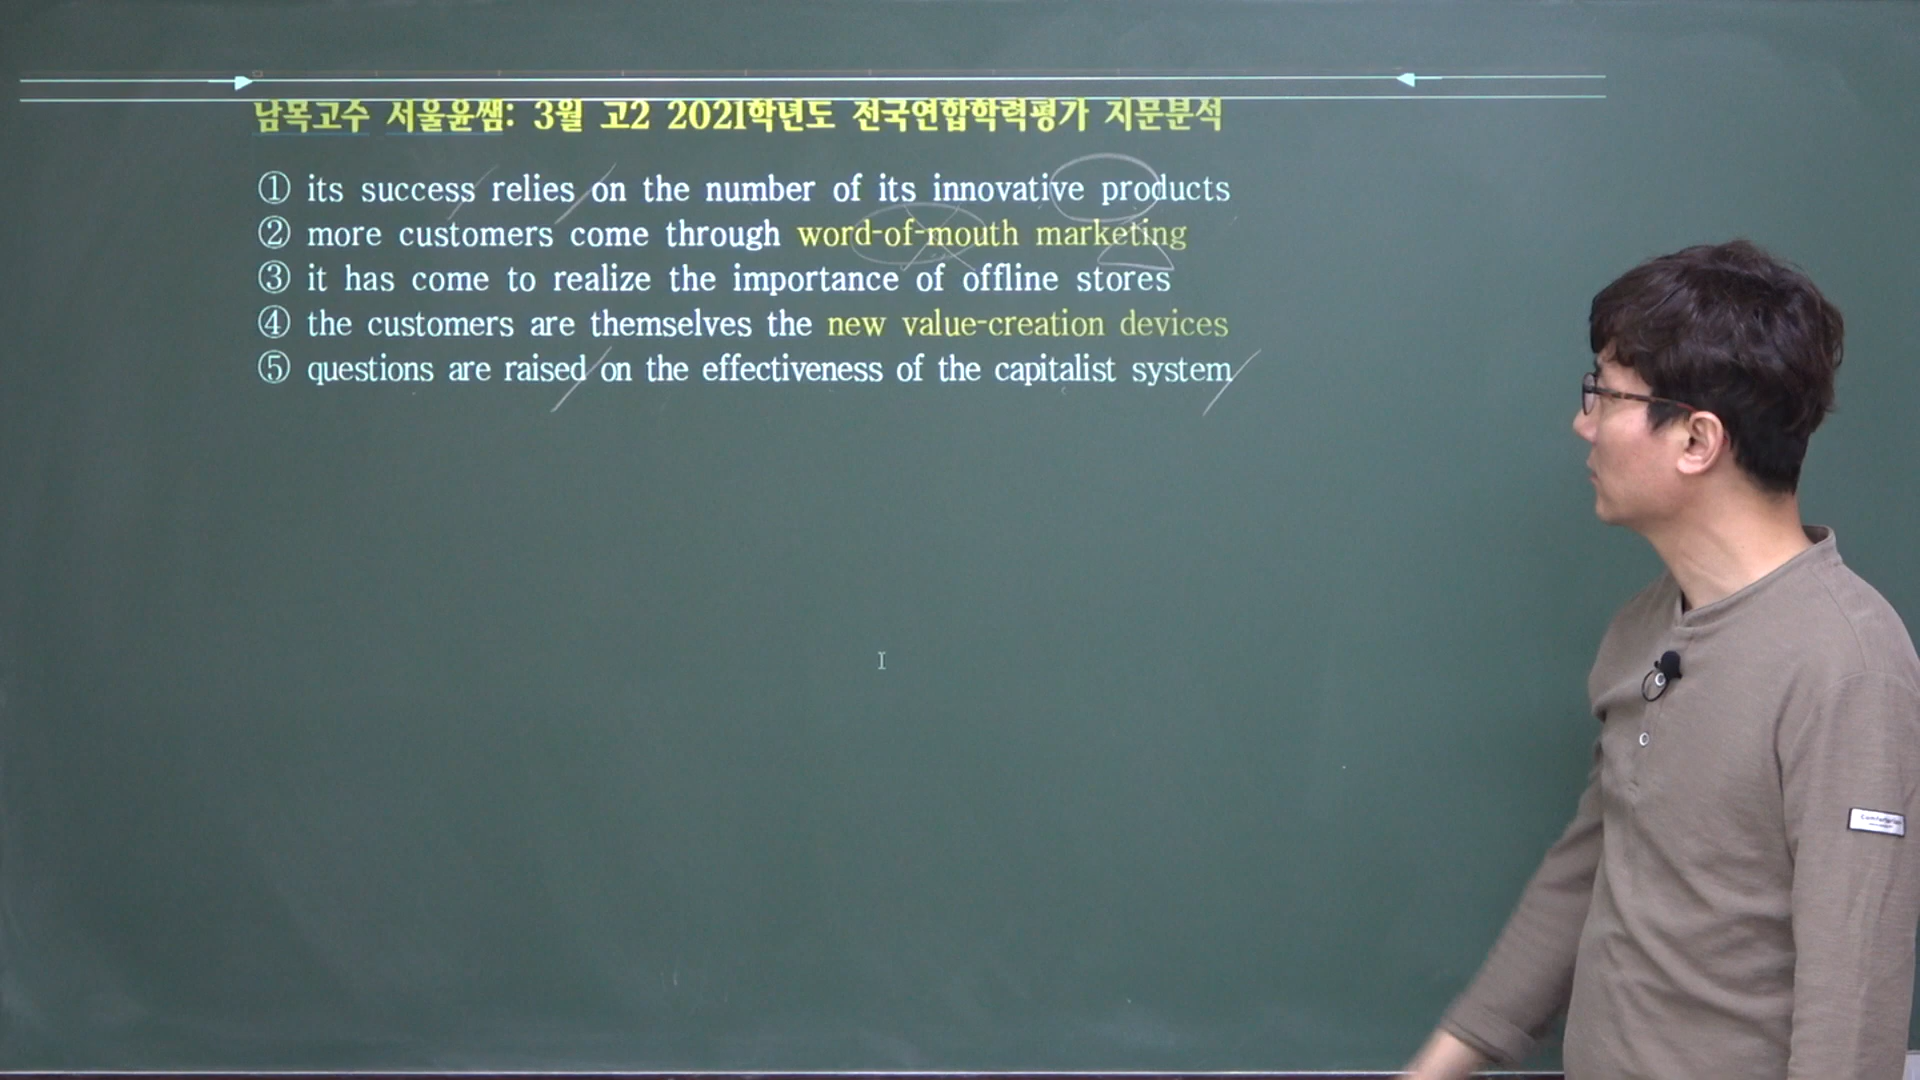 남목고수 서울윤쌤: 3월 고2 2021학년도 전국연합학력평가 지문분석
① its success relies on the number of its innovative products
② more customers come through word-of-mouth marketing
③ it has come to realize the importance of offline stores
④ the customers are themselves the new value-creation devices
⑤ questions are raised on the effectiveness of the capitalist system